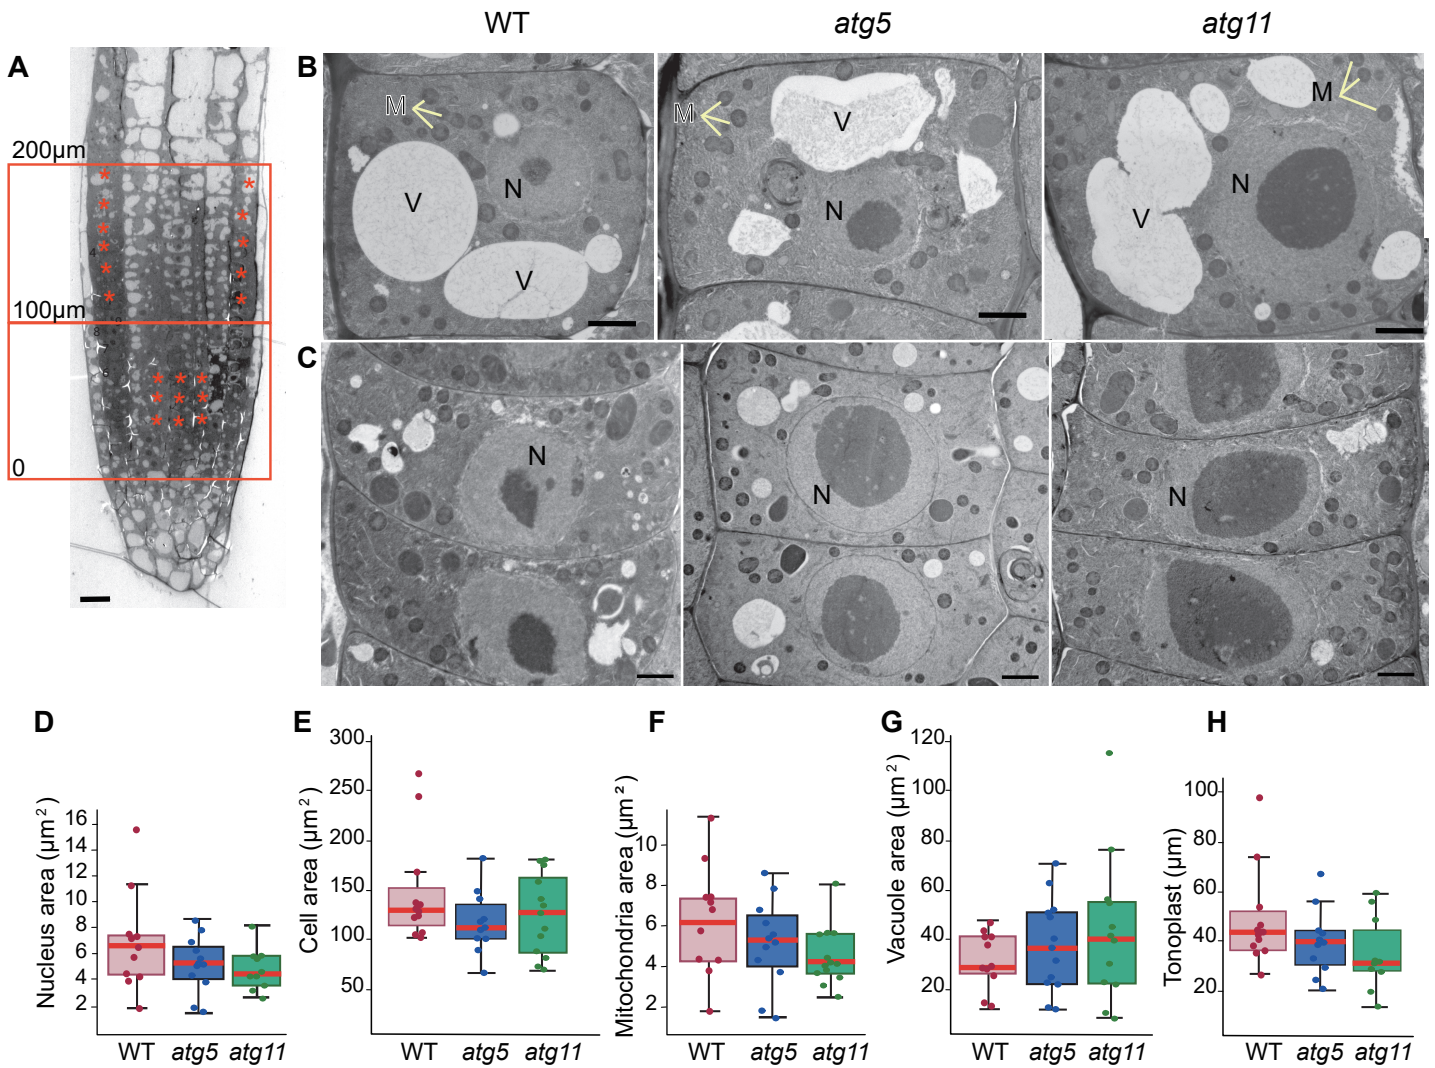 WT atg5 atg11
A
200µm
100µm
0
B
M V N V
M V N
M V N
C
N
N
N
D
Nucleus area (µm²)
16
14
12
10
8
6
4
2
WT atg5 atg11
E
Cell area (µm²)
300
250
200
150
100
50
WT atg5 atg11
F
Mitochondria area (µm²)
10
8
6
4
2
WT atg5 atg11
G
Vacuole area (µm²)
120
100
80
60
40
20
WT atg5 atg11
H
Tonoplast (µm)
100
80
60
40
20
WT atg5 atg11